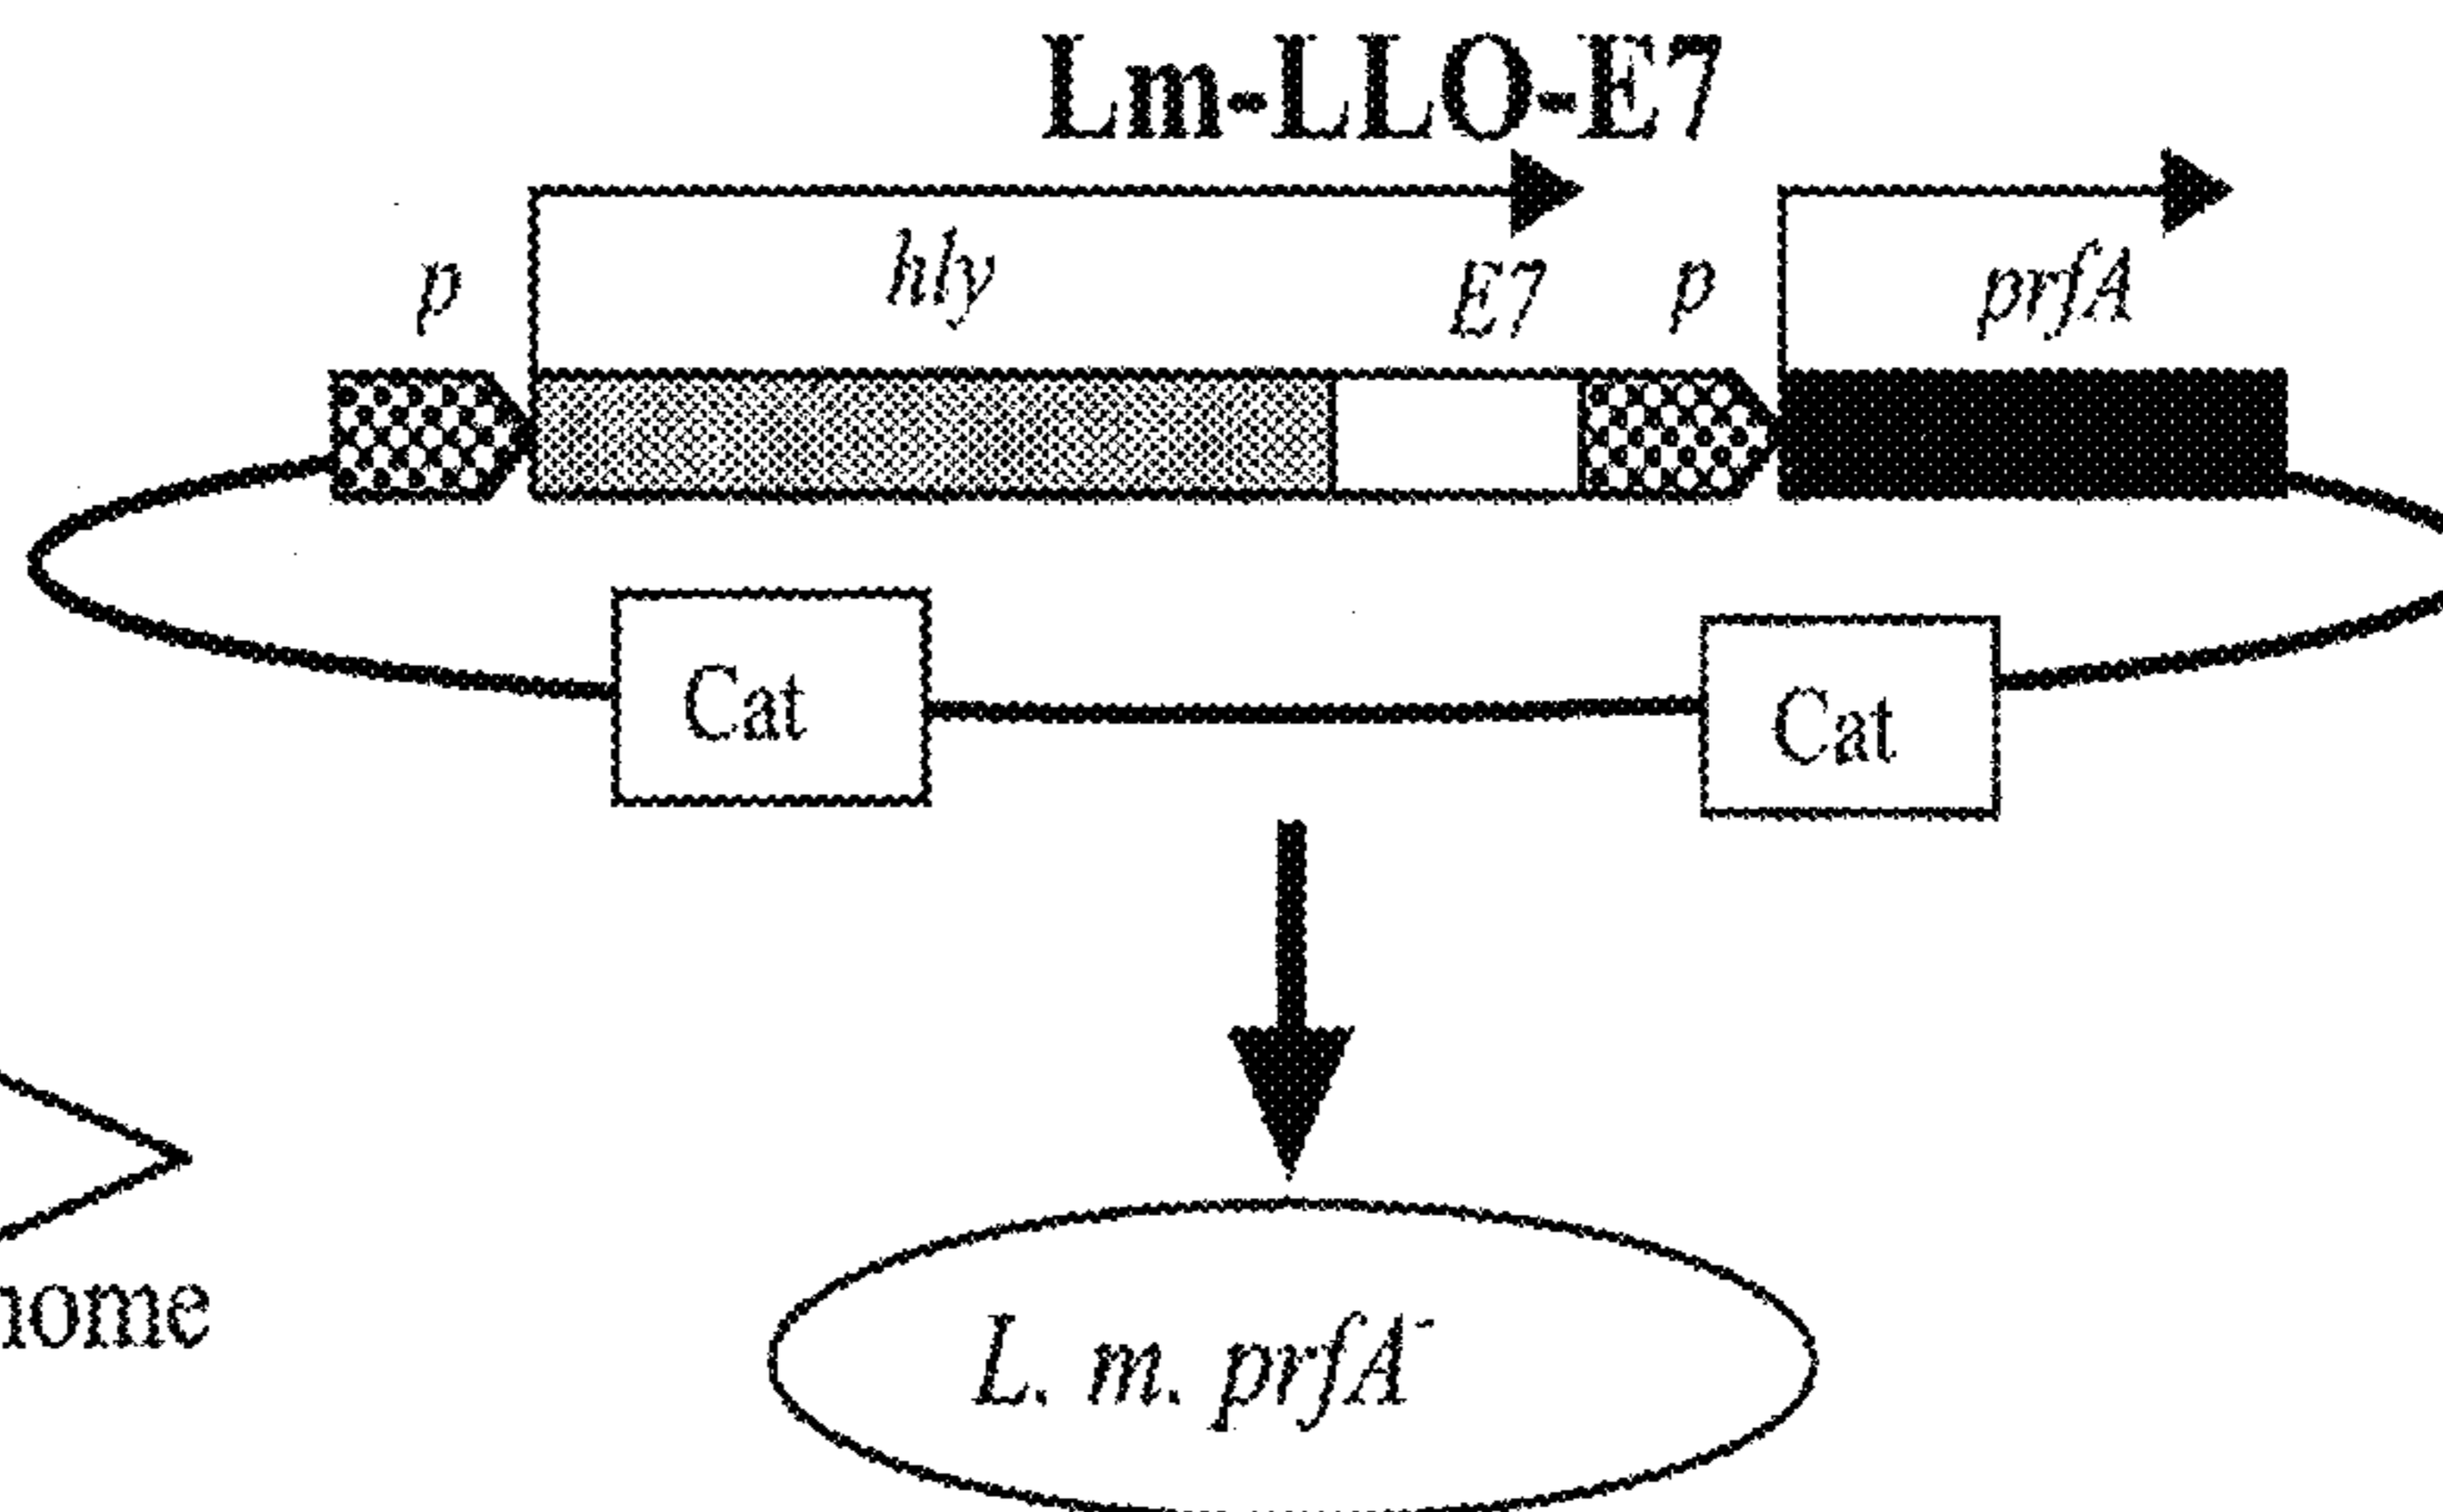 Lm-LLO-E7
p hly E7 p prfA
Cat Cat
nome
L. m. prfA⁻